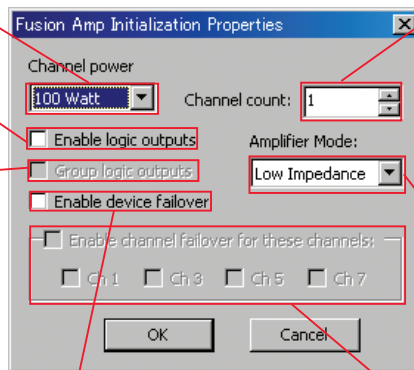 Fusion Amp Initialization Properties
Channel power
100 Watt
Channel count: 1
Enable logic outputs
Amplifier Mode:
Group logic outputs
Low Impedance
Enable device failover
Enable channel failover for these channels:
Ch 1 Ch 3 Ch 5 Ch 7
OK Cancel